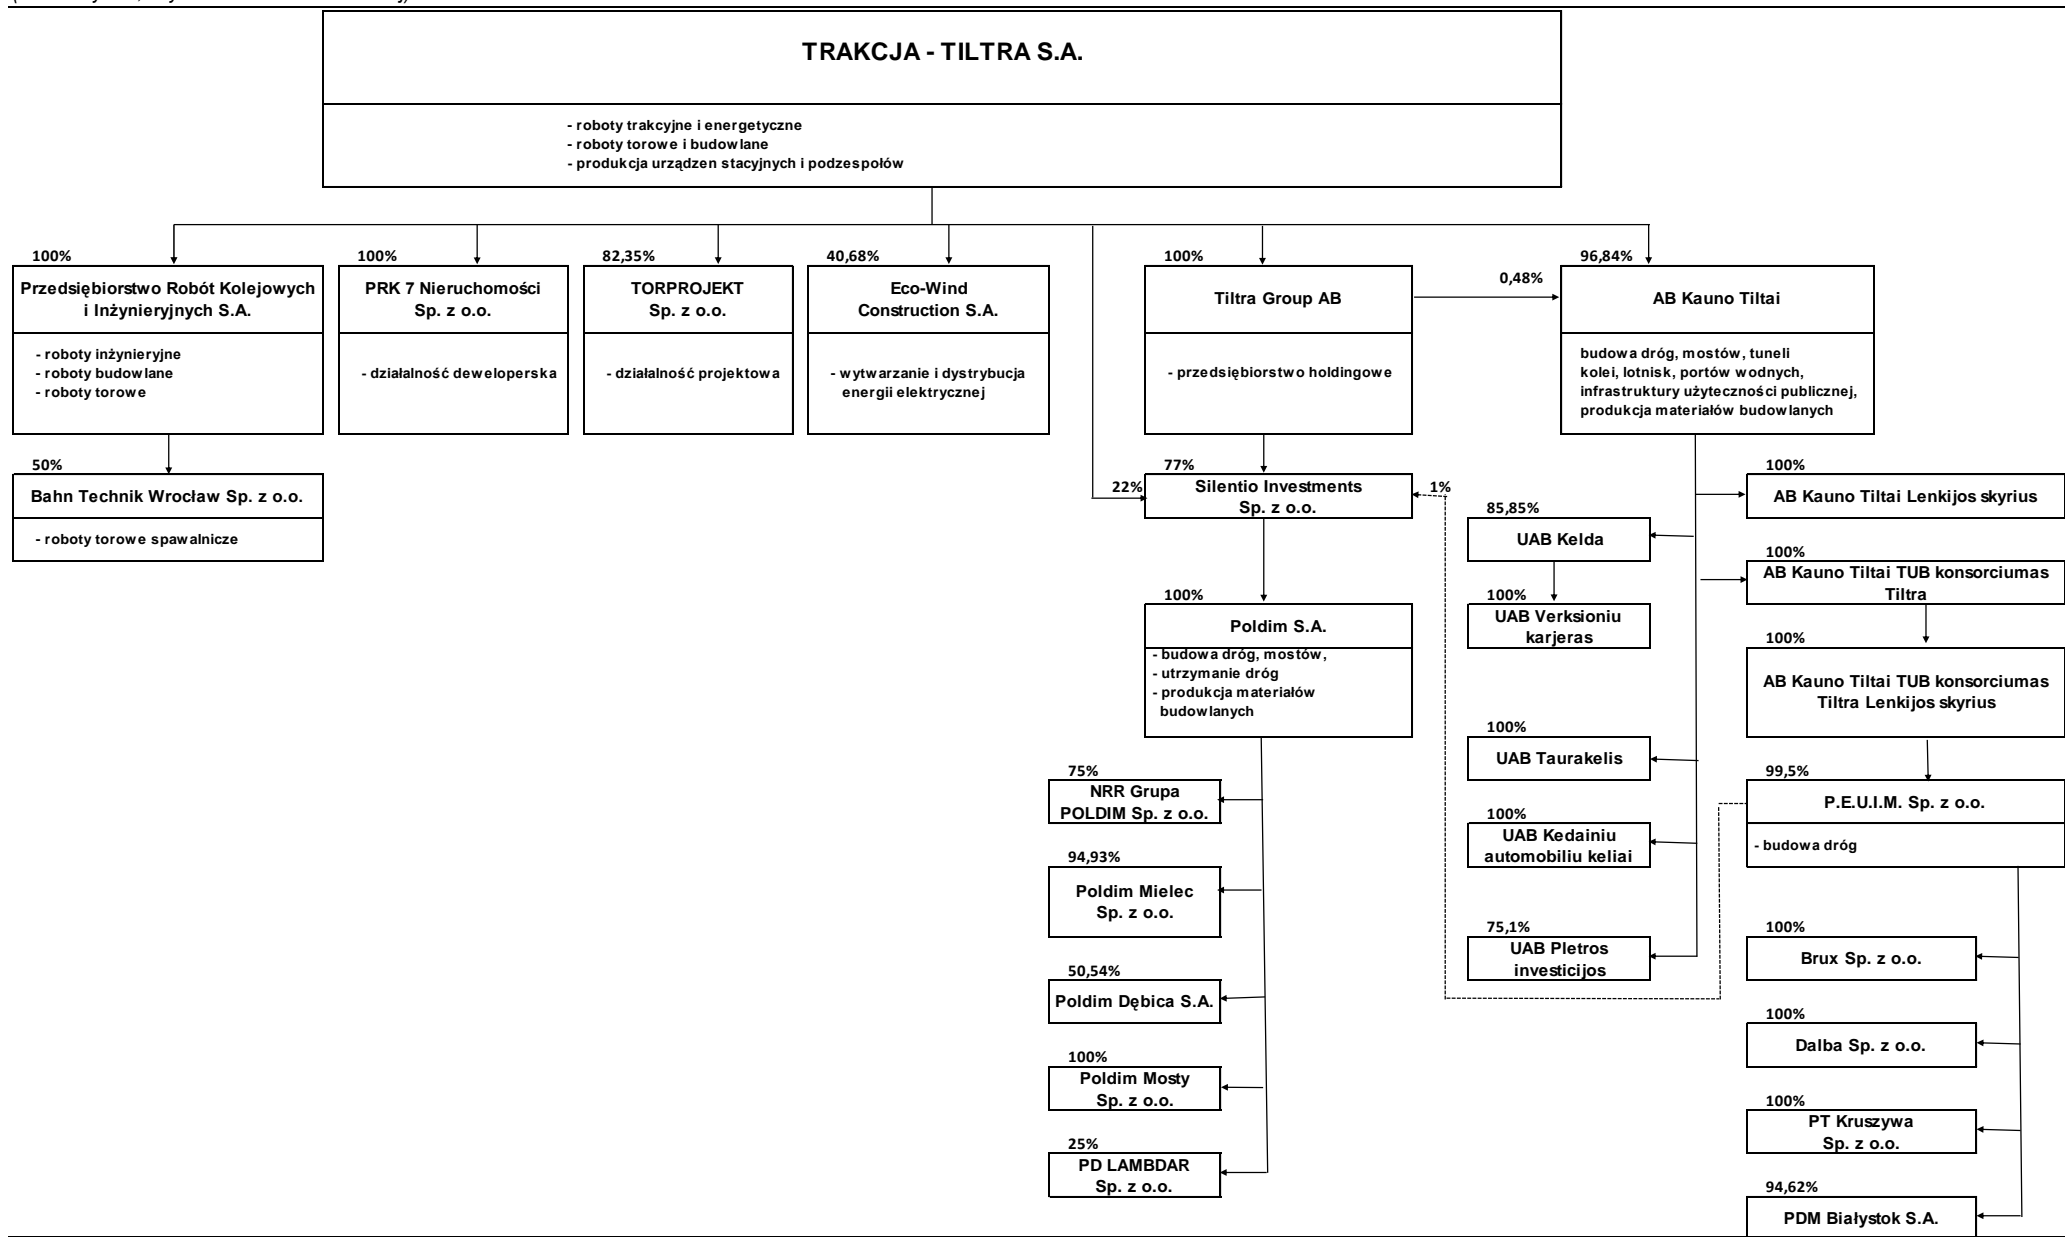 TRAKCJA - TILTRA S.A.
- roboty trakcyjne i energetyczne
- roboty torowe i budowlane
- produkcja urządzen stacyjnych i podzespołów
100%
Przedsiębiorstwo Robót Kolejowych
i Inżynieryjnych S.A.
- roboty inżynieryjne
- roboty budowlane
- roboty torowe
50%
Bahn Technik Wrocław Sp. z o.o.
- roboty torowe spawalnicze
100%
PRK 7 Nieruchomości
Sp. z o.o.
- działalność deweloperska
82,35%
TORPROJEKT
Sp. z o.o.
- działalność projektowa
40,68%
Eco-Wind
Construction S.A.
- wytwarzanie i dystrybucja
energii elektrycznej
100%
Tiltra Group AB
- przedsiębiorstwo holdingowe
0,48%
96,84%
AB Kauno Tiltai
budowa dróg, mostów, tuneli
kolei, lotnisk, portów wodnych,
infrastruktury użyteczności publicznej,
produkcja materiałów budowlanych
77%
22%
Silentio Investments
Sp. z o.o.
1%
100%
Poldim S.A.
- budowa dróg, mostów,
- utrzymanie dróg
- produkcja materiałów
budowlanych
75%
NRR Grupa
POLDIM Sp. z o.o.
94,93%
Poldim Mielec
Sp. z o.o.
50,54%
Poldim Dębica S.A.
100%
Poldim Mosty
Sp. z o.o.
25%
PD LAMBDAR
Sp. z o.o.
85,85%
UAB Kelda
100%
UAB Verksioniu
karjeras
100%
UAB Taurakelis
100%
UAB Kedainiu
automobiliu keliai
75,1%
UAB Pletros
investicijos
100%
AB Kauno Tiltai Lenkijos skyrius
100%
AB Kauno Tiltai TUB konsorciumas
Tiltra
100%
AB Kauno Tiltai TUB konsorciumas
Tiltra Lenkijos skyrius
99,5%
P.E.U.I.M. Sp. z o.o.
- budowa dróg
100%
Brux Sp. z o.o.
100%
Dalba Sp. z o.o.
100%
PT Kruszywa
Sp. z o.o.
94,62%
PDM Białystok S.A.